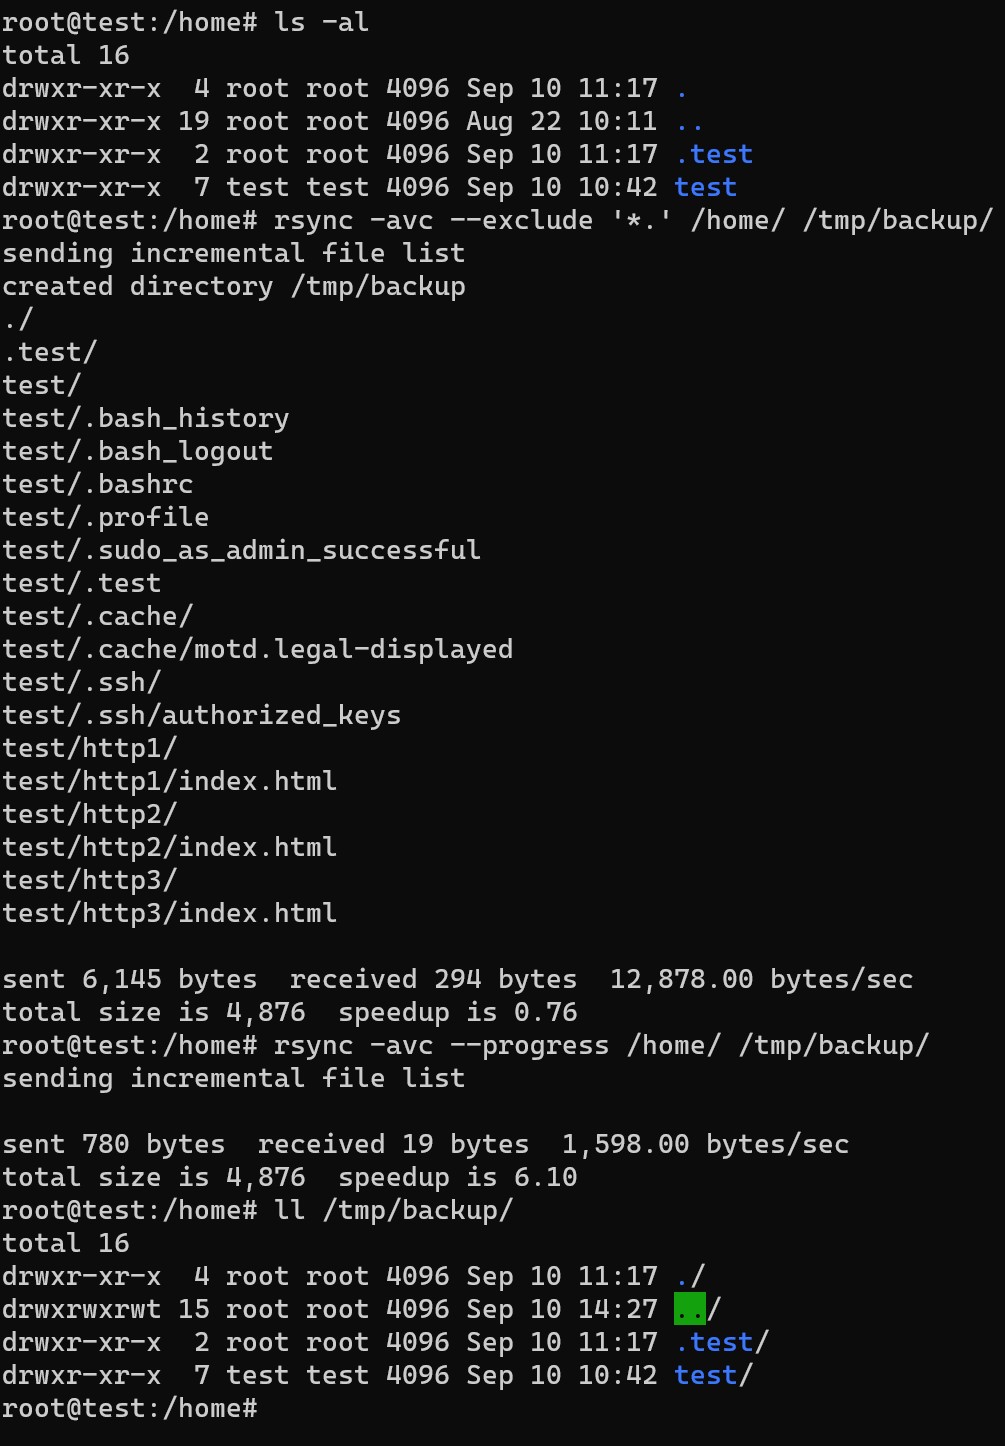 root@test:/home# ls -al
total 16
drwxr-xr-x  4 root root 4096 Sep 10 11:17 .
drwxr-xr-x 19 root root 4096 Aug 22 10:11 ..
drwxr-xr-x  2 root root 4096 Sep 10 11:17 .test
drwxr-xr-x  7 test test 4096 Sep 10 10:42 test
root@test:/home# rsync -avc --exclude '*.' /home/ /tmp/backup/
sending incremental file list
created directory /tmp/backup
./
.test/
test/
test/.bash_history
test/.bash_logout
test/.bashrc
test/.profile
test/.sudo_as_admin_successful
test/.test
test/.cache/
test/.cache/motd.legal-displayed
test/.ssh/
test/.ssh/authorized_keys
test/http1/
test/http1/index.html
test/http2/
test/http2/index.html
test/http3/
test/http3/index.html

sent 6,145 bytes  received 294 bytes  12,878.00 bytes/sec
total size is 4,876  speedup is 0.76
root@test:/home# rsync -avc --progress /home/ /tmp/backup/
sending incremental file list

sent 780 bytes  received 19 bytes  1,598.00 bytes/sec
total size is 4,876  speedup is 6.10
root@test:/home# ll /tmp/backup/
total 16
drwxr-xr-x  4 root root 4096 Sep 10 11:17 ./
drwxrwxrwt 15 root root 4096 Sep 10 14:27 ../
drwxr-xr-x  2 root root 4096 Sep 10 11:17 .test/
drwxr-xr-x  7 test test 4096 Sep 10 10:42 test/
root@test:/home#